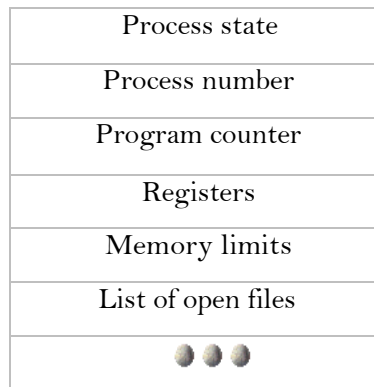 Process state
Process number
Program counter
Registers
Memory limits
List of open files